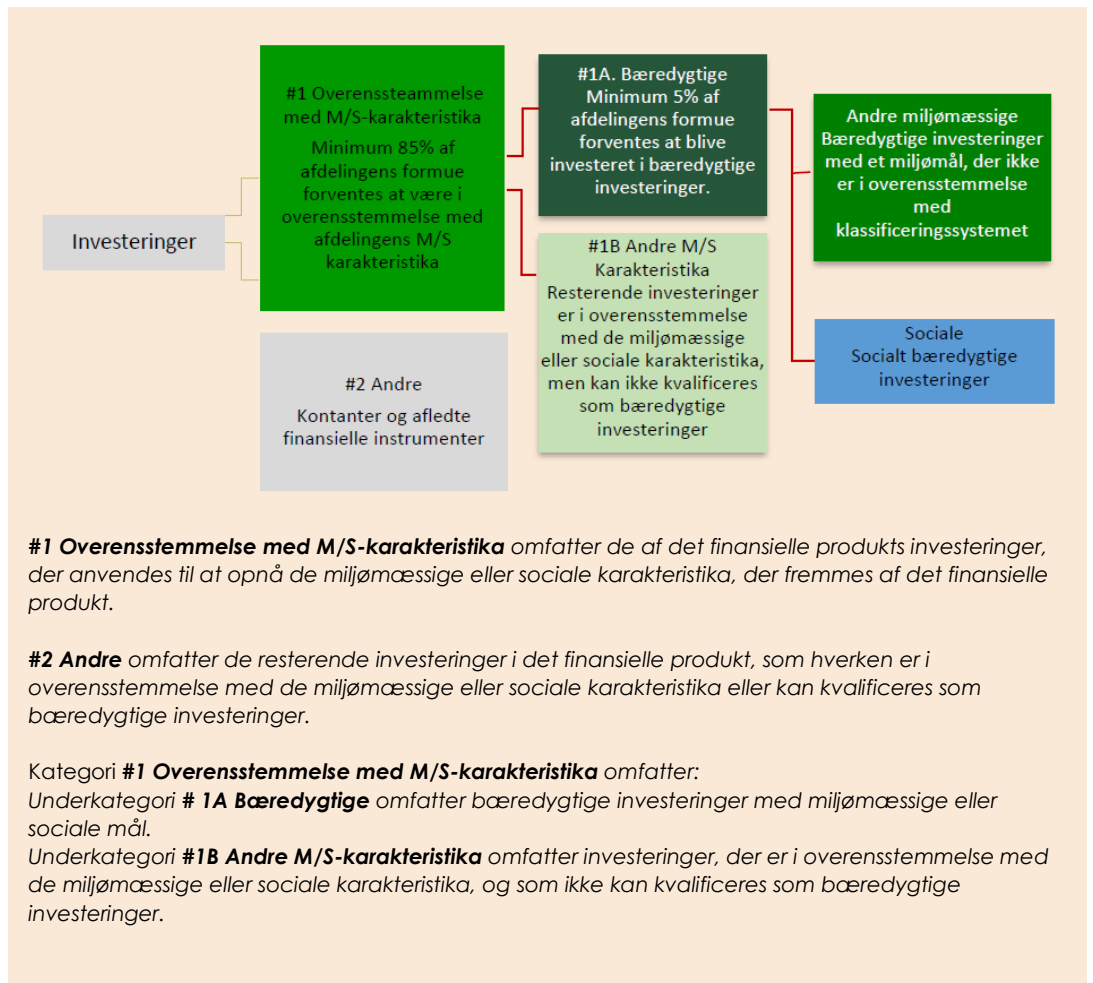 Investeringer
#1 Overenssteammelse
med M/S-karakteristika
Minimum 85% af
afdelingens formue
forventes at være i
overensstemmelse med
afdelingens M/S
karakteristika
#2 Andre
Kontanter og afledte
finansielle instrumenter
#1A. Bæredygtige
Minimum 5% af
afdelingens formue
forventes at blive
investeret i bæredygtige
investeringer.
#1B Andre M/S
Karakteristika
Resterende investeringer
er i overensstemmelse
med de miljømæssige
eller sociale karakteristika,
men kan ikke kvalificeres
som bæredygtige
investeringer
Andre miljømæssige
Bæredygtige investeringer
med et miljømål, der ikke
er i overensstemmelse
med
klassificeringssystemet
Sociale
Socialt bæredygtige
investeringer
#1 Overensstemmelse med M/S-karakteristika omfatter de af det finansielle produkts investeringer,
der anvendes til at opnå de miljømæssige eller sociale karakteristika, der fremmes af det finansielle
produkt.
#2 Andre omfatter de resterende investeringer i det finansielle produkt, som hverken er i
overensstemmelse med de miljømæssige eller sociale karakteristika eller kan kvalificeres som
bæredygtige investeringer.
Kategori #1 Overensstemmelse med M/S-karakteristika omfatter:
Underkategori # 1A Bæredygtige omfatter bæredygtige investeringer med miljømæssige eller
sociale mål.
Underkategori #1B Andre M/S-karakteristika omfatter investeringer, der er i overensstemmelse med
de miljømæssige eller sociale karakteristika, og som ikke kan kvalificeres som bæredygtige
investeringer.